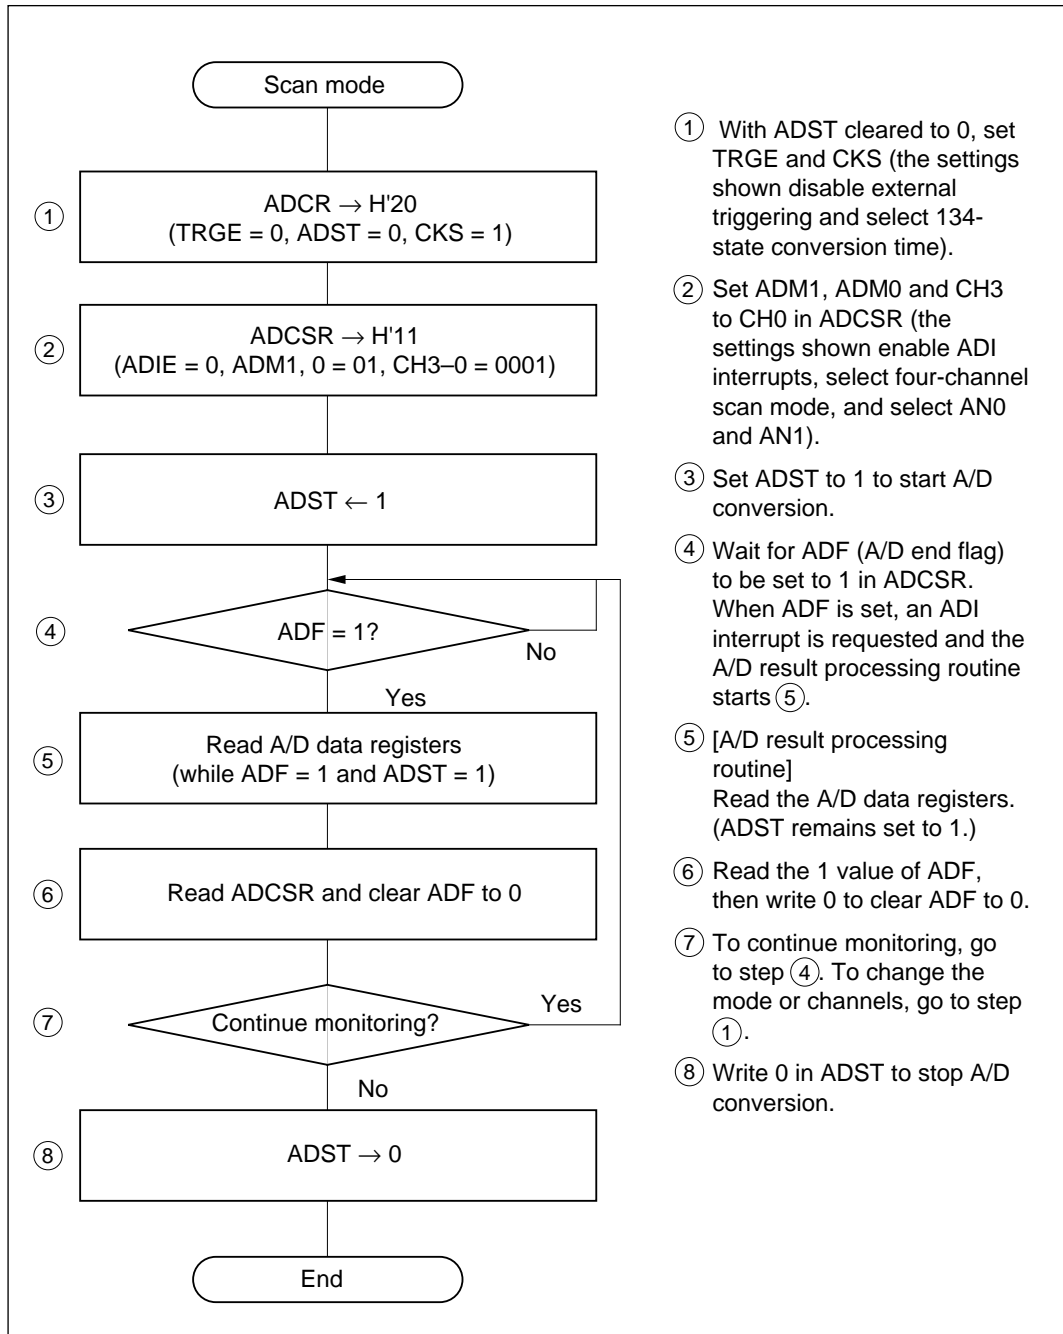 Scan mode
①
ADCR → H'20
(TRGE = 0, ADST = 0, CKS = 1)
②
ADCSR → H'11
(ADIE = 0, ADM1, 0 = 01, CH3–0 = 0001)
③
ADST ← 1
④
ADF = 1?
No
Yes
⑤
Read A/D data registers
(while ADF = 1 and ADST = 1)
⑥
Read ADCSR and clear ADF to 0
⑦
Continue monitoring?
Yes
No
⑧
ADST → 0
End
① With ADST cleared to 0, set
TRGE and CKS (the settings
shown disable external
triggering and select 134-
state conversion time).
② Set ADM1, ADM0 and CH3
to CH0 in ADCSR (the
settings shown enable ADI
interrupts, select four-channel
scan mode, and select AN0
and AN1).
③ Set ADST to 1 to start A/D
conversion.
④ Wait for ADF (A/D end flag)
to be set to 1 in ADCSR.
When ADF is set, an ADI
interrupt is requested and the
A/D result processing routine
starts ⑤.
⑤ [A/D result processing
routine]
Read the A/D data registers.
(ADST remains set to 1.)
⑥ Read the 1 value of ADF,
then write 0 to clear ADF to 0.
⑦ To continue monitoring, go
to step ④. To change the
mode or channels, go to step
①.
⑧ Write 0 in ADST to stop A/D
conversion.